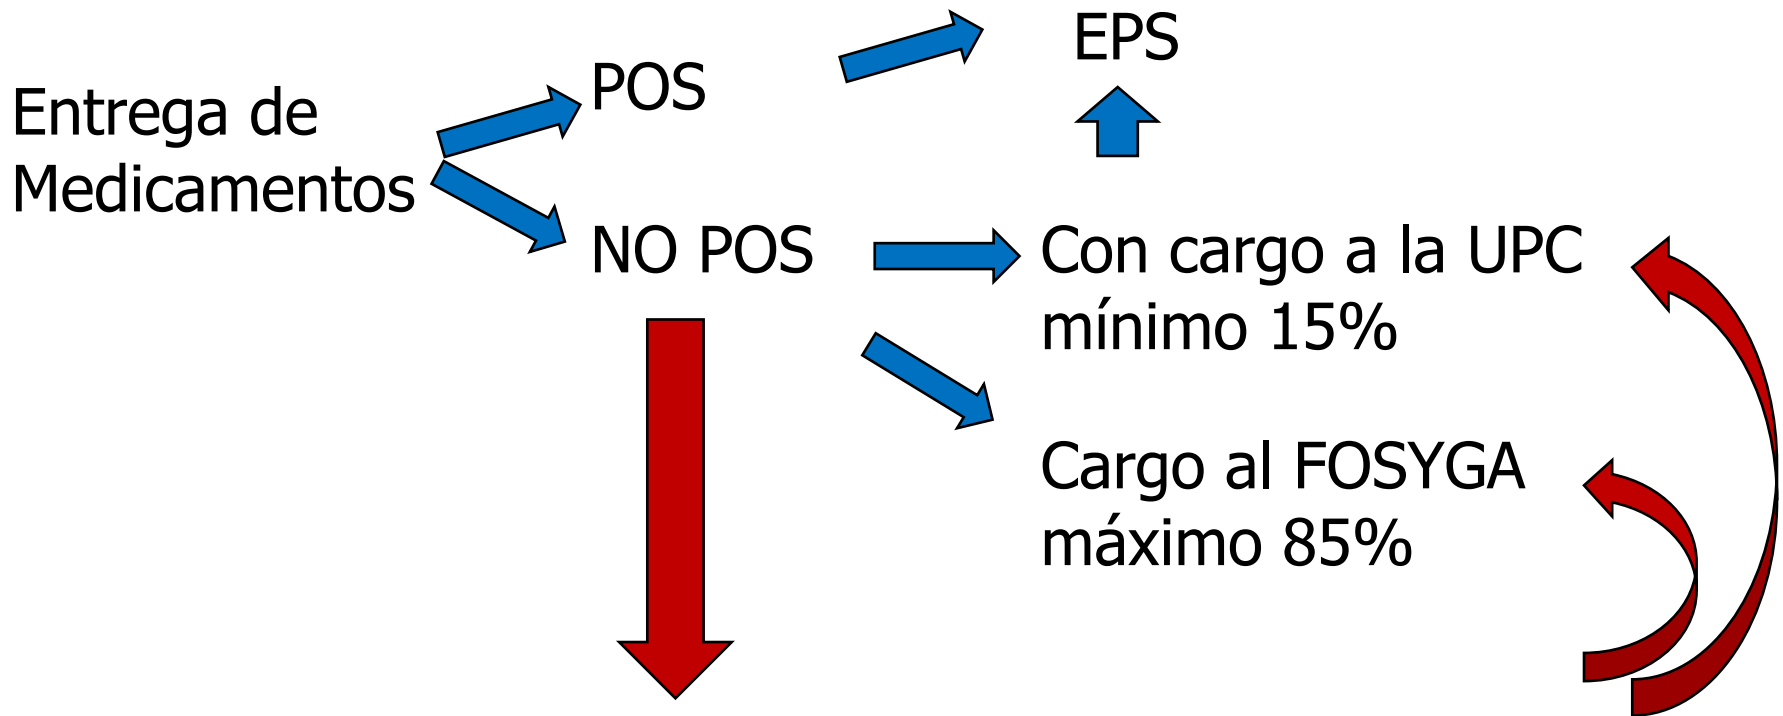 Entrega de
Medicamentos
POS
EPS
NO POS
Con cargo a la UPC
mínimo 15%
Cargo al FOSYGA
máximo 85%